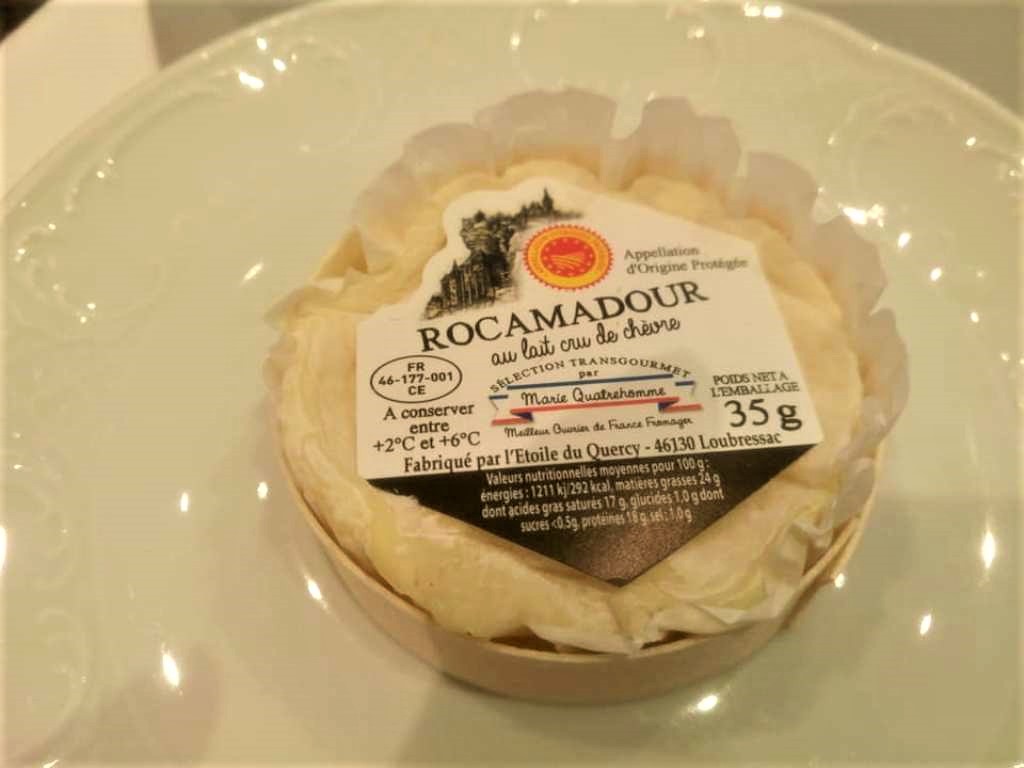 Appellation
d'Origine Protégée
ROCAMADOUR
au lait cru de chèvre
FR
46-177-001
CE
A conserver
entre
+2°C et +6°C
SÉLECTION TRANSGOURMET
par
Marie Quatrehomme
Meilleur Ouvrier de France Fromager
POIDS NET A
L'EMBALLAGE
35 g
Fabriqué par l'Etoile du Quercy - 46130 Loubressac
Valeurs nutritionnelles moyennes pour 100 g :
énergies : 1211 kj/292 kcal, matières grasses 24 g
dont acides gras saturés 17 g, glucides 1.0 g dont
sucres <0.5g, protéines 18 g, sel : 1,0 g